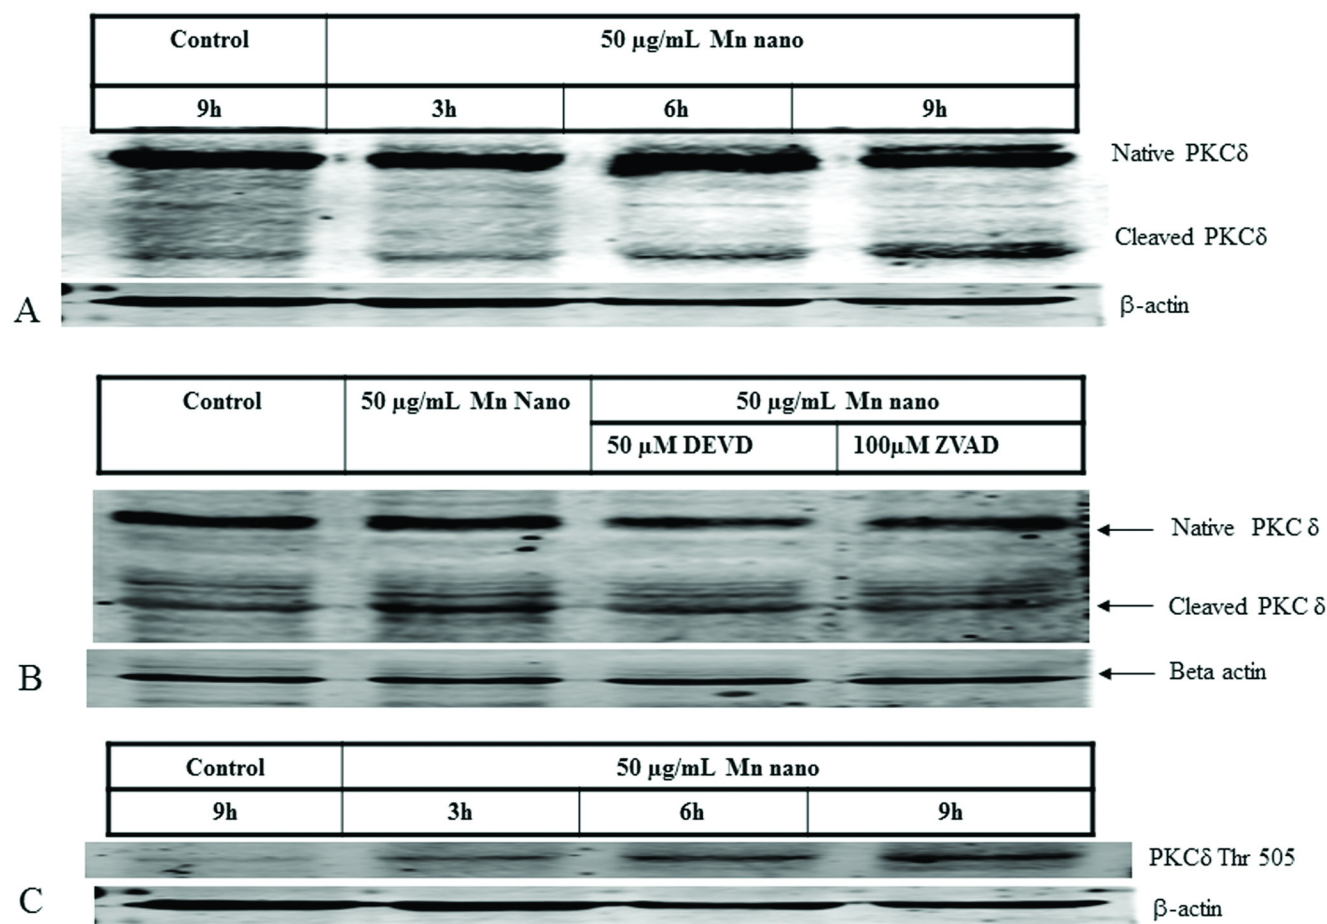 Control 50 µg/mL Mn nano
9h 3h 6h 9h
Native PKCδ
Cleaved PKCδ
A β-actin
Control 50 µg/mL Mn Nano 50 µg/mL Mn nano
50 µM DEVD 100µM ZVAD
Native PKC δ
Cleaved PKC δ
B Beta actin
Control 50 µg/mL Mn nano
9h 3h 6h 9h
PKCδ Thr 505
C β-actin